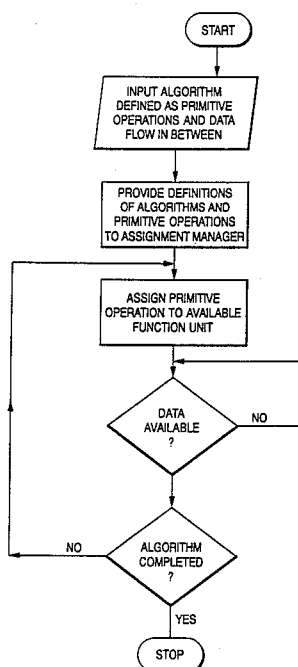 START
INPUT ALGORITHM
DEFINED AS PRIMITIVE
OPERATIONS AND DATA
FLOW IN BETWEEN
PROVIDE DEFINITIONS
OF ALGORITHMS AND
PRIMITIVE OPERATIONS
TO ASSIGNMENT MANAGER
ASSIGN PRIMITIVE
OPERATION TO AVAILABLE
FUNCTION UNIT
DATA
AVAILABLE
?
NO
ALGORITHM
COMPLETED
?
NO
YES
STOP